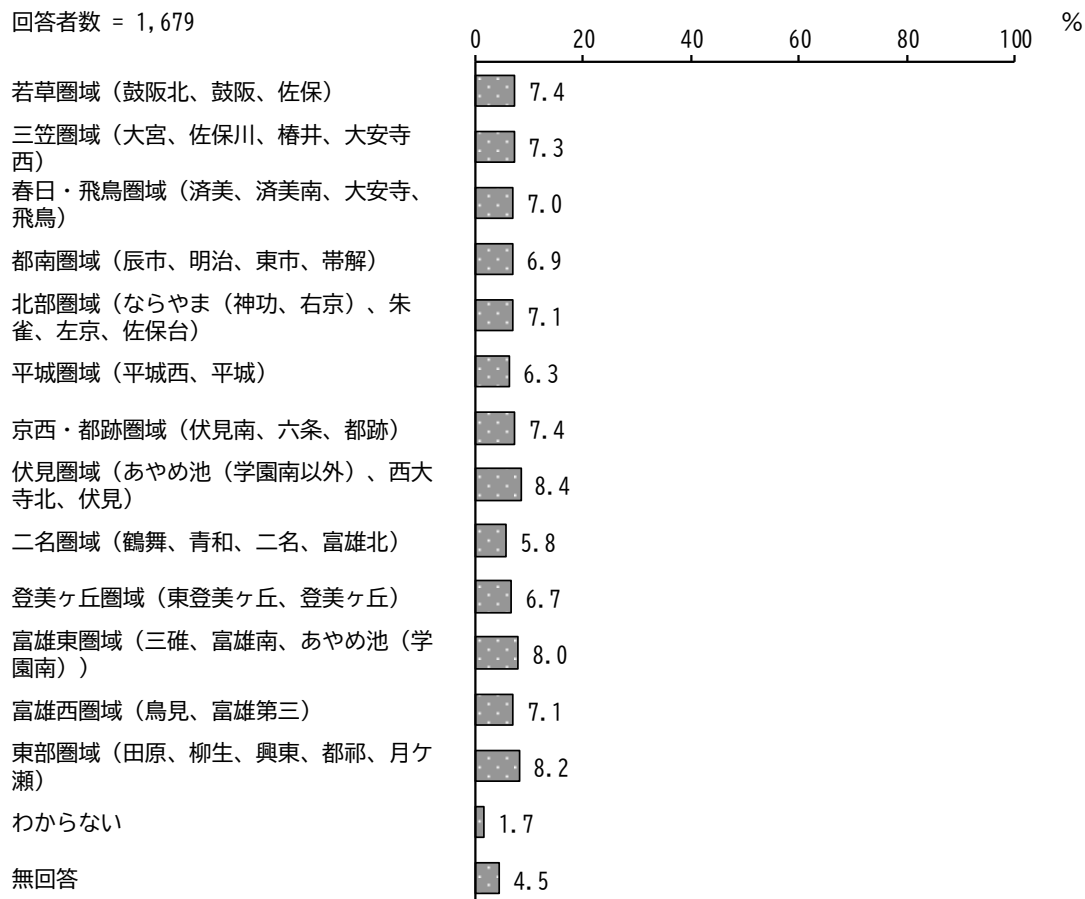 回答者数 = 1,679
%
0 20 40 60 80 100
若草圏域（鼓阪北、鼓阪、佐保） 7.4
三笠圏域（大宮、佐保川、椿井、大安寺
西） 7.3
春日・飛鳥圏域（済美、済美南、大安寺、
飛鳥） 7.0
都南圏域（辰市、明治、東市、帯解） 6.9
北部圏域（ならやま（神功、右京）、朱
雀、左京、佐保台） 7.1
平城圏域（平城西、平城） 6.3
京西・都跡圏域（伏見南、六条、都跡） 7.4
伏見圏域（あやめ池（学園南以外）、西大
寺北、伏見） 8.4
二名圏域（鶴舞、青和、二名、富雄北） 5.8
登美ヶ丘圏域（東登美ヶ丘、登美ヶ丘） 6.7
富雄東圏域（三碓、富雄南、あやめ池（学
園南）） 8.0
富雄西圏域（鳥見、富雄第三） 7.1
東部圏域（田原、柳生、興東、都祁、月ケ
瀬） 8.2
わからない 1.7
無回答 4.5